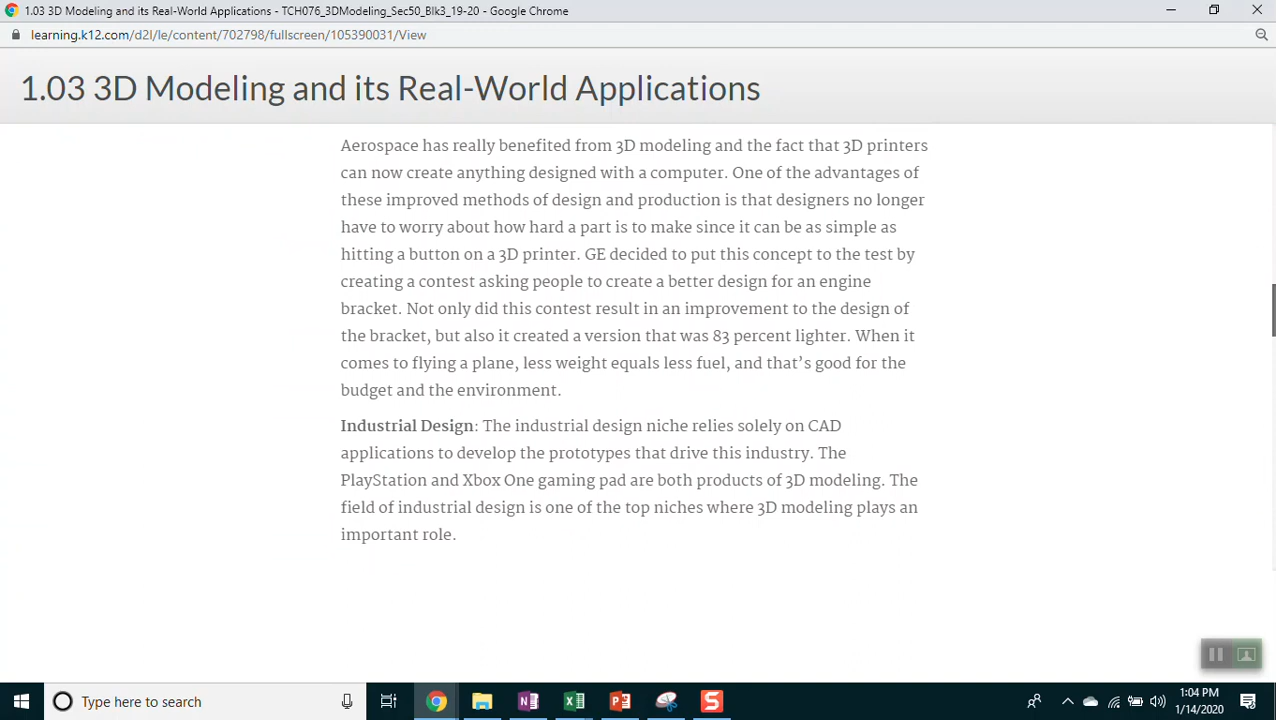 1.03 3D Modeling and its Real-World Applications - TCH076_3DModeling_Sec50_Blk3_19-20 - Google Chrome
learning.k12.com/d2l/le/content/702798/fullscreen/105390031/View
1.03 3D Modeling and its Real-World Applications
Aerospace has really benefited from 3D modeling and the fact that 3D printers
can now create anything designed with a computer. One of the advantages of
these improved methods of design and production is that designers no longer
have to worry about how hard a part is to make since it can be as simple as
hitting a button on a 3D printer. GE decided to put this concept to the test by
creating a contest asking people to create a better design for an engine
bracket. Not only did this contest result in an improvement to the design of
the bracket, but also it created a version that was 83 percent lighter. When it
comes to flying a plane, less weight equals less fuel, and that’s good for the
budget and the environment.
Industrial Design: The industrial design niche relies solely on CAD
applications to develop the prototypes that drive this industry. The
PlayStation and Xbox One gaming pad are both products of 3D modeling. The
field of industrial design is one of the top niches where 3D modeling plays an
important role.
Type here to search
N
X
P
S
1:04 PM
1/14/2020